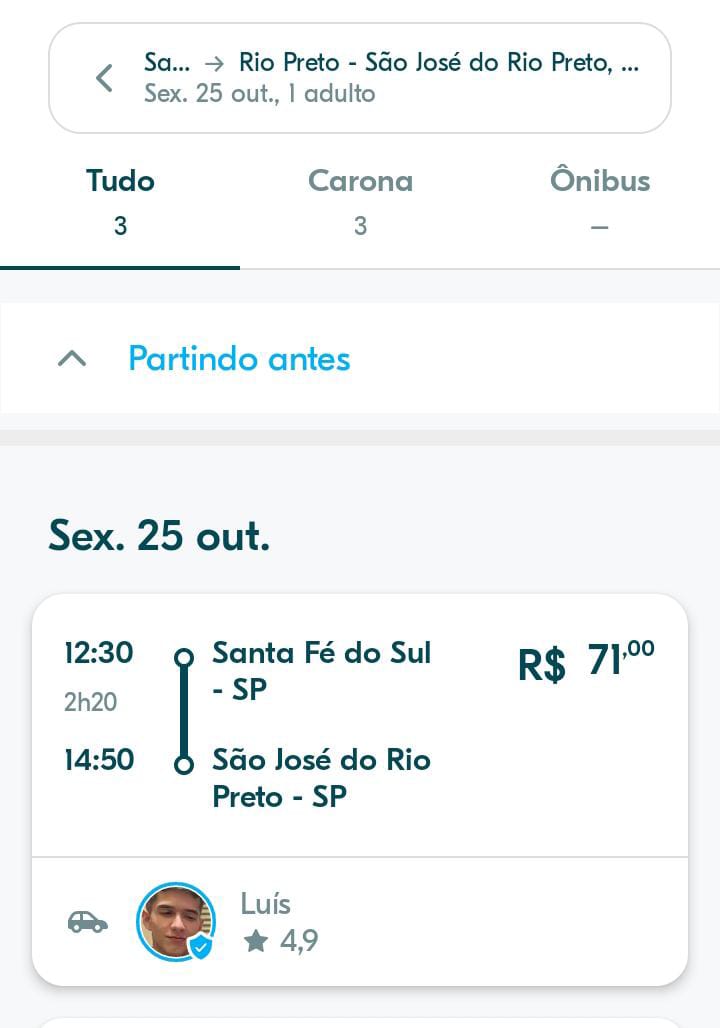 Sa... → Rio Preto - São José do Rio Preto, ...
Sex. 25 out., 1 adulto
Tudo Carona Ônibus
3 3 –
Partindo antes
Sex. 25 out.
12:30 Santa Fé do Sul R$ 71,00
2h20 - SP
14:50 São José do Rio
Preto - SP
Luís
4,9